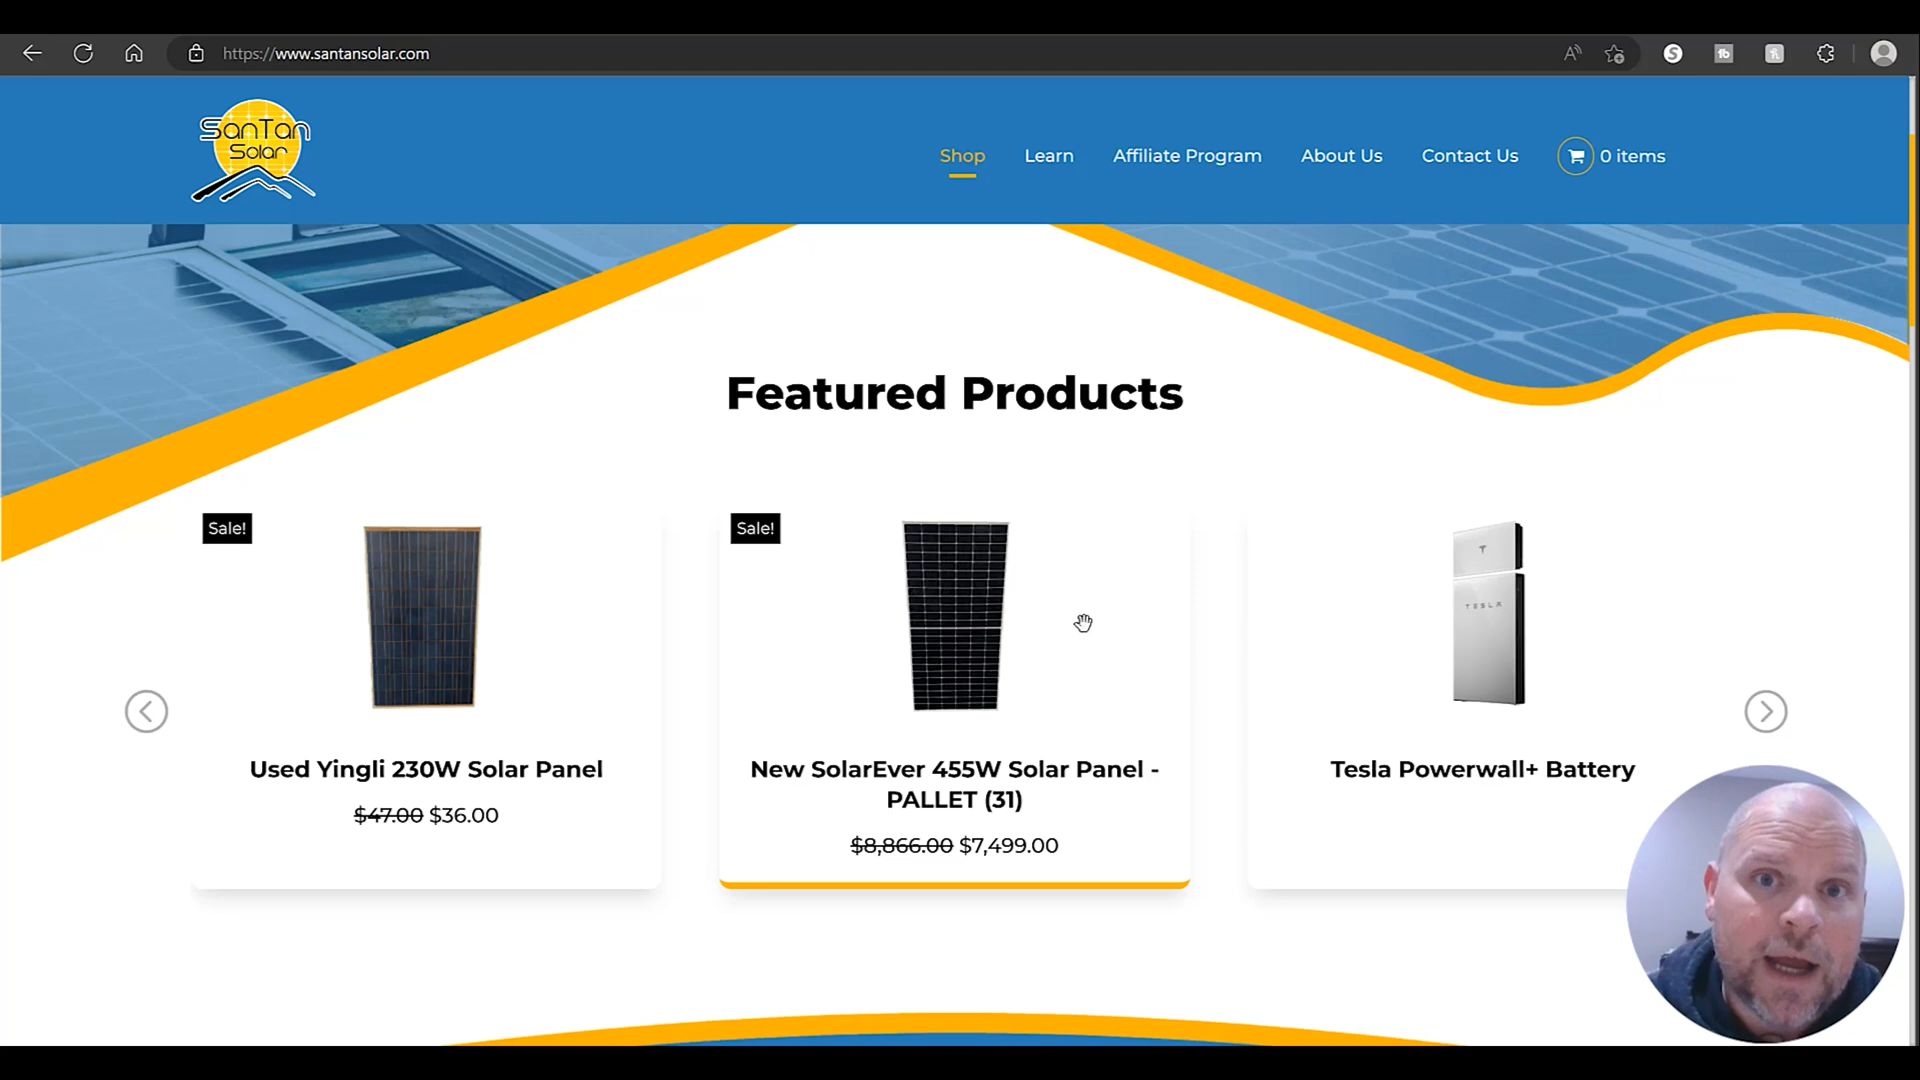 https://www.santansolar.com
SanTan
Solar
Shop
Learn
Affiliate Program
About Us
Contact Us
0 items
Featured Products
Sale!
Sale!
TESLA
Used Yingli 230W Solar Panel
$47.00 $36.00
New SolarEver 455W Solar Panel -
PALLET (31)
$8,866.00 $7,499.00
Tesla Powerwall+ Battery